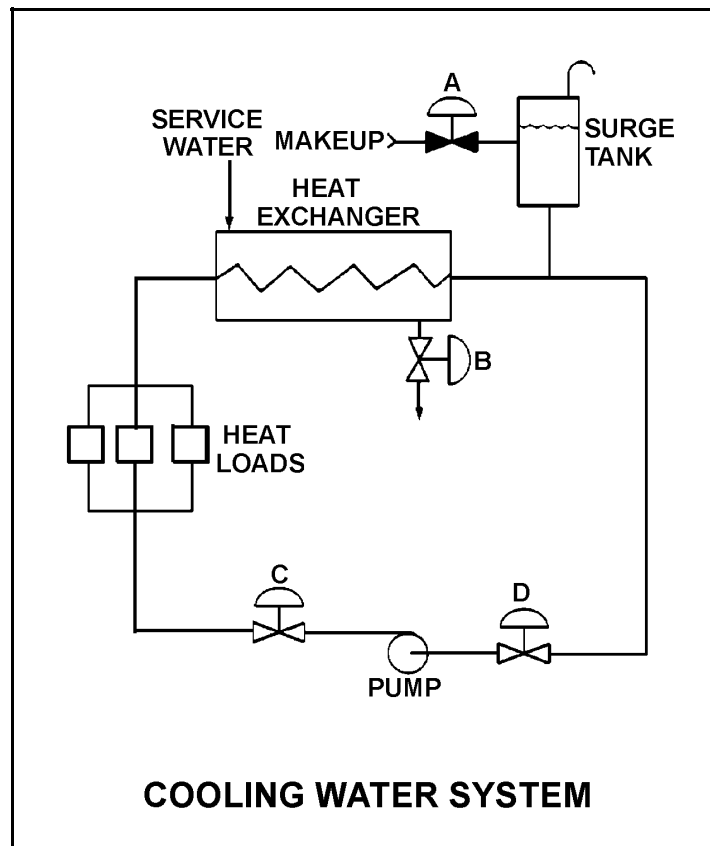 A
SERVICE
WATER
MAKEUP
SURGE
TANK
HEAT
EXCHANGER
B
HEAT
LOADS
C
D
PUMP
COOLING WATER SYSTEM